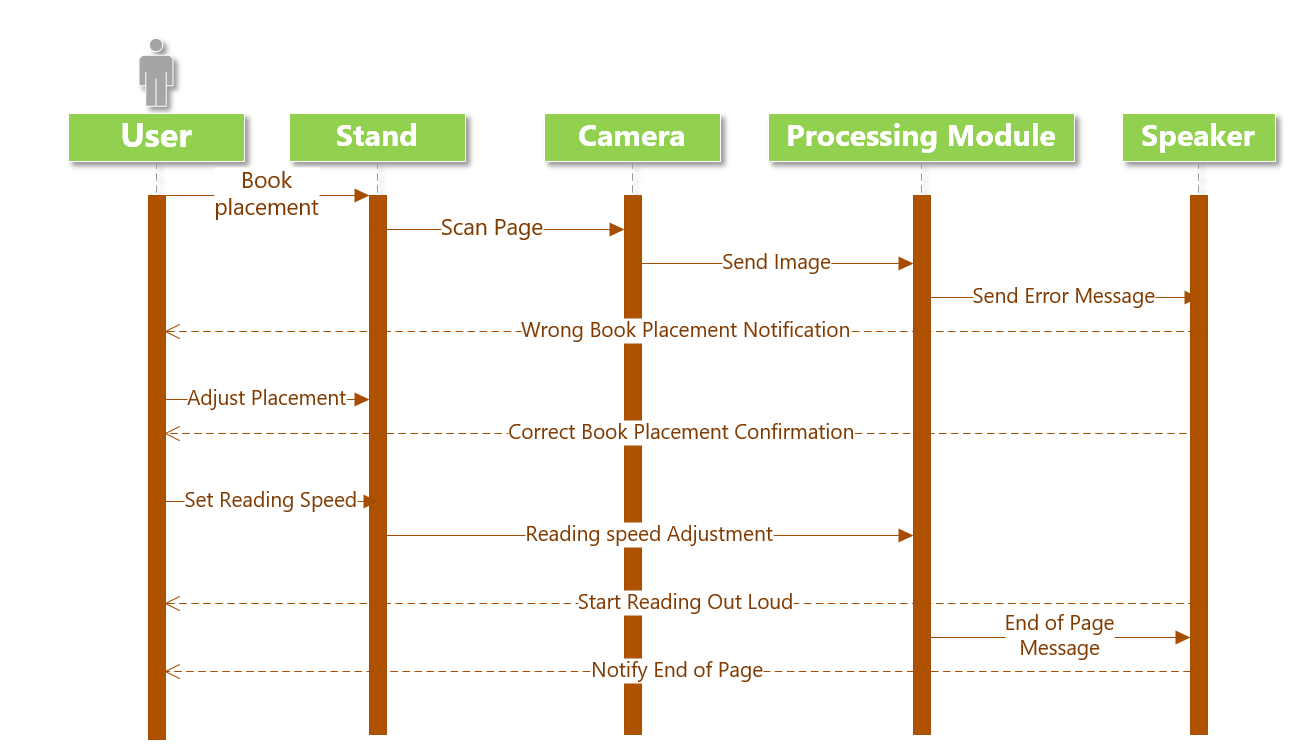 User
Stand
Camera
Processing Module
Speaker
Book
placement
Scan Page
Send Image
Send Error Message
Wrong Book Placement Notification
Adjust Placement
Correct Book Placement Confirmation
Set Reading Speed
Reading speed Adjustment
Start Reading Out Loud
End of Page
Message
Notify End of Page